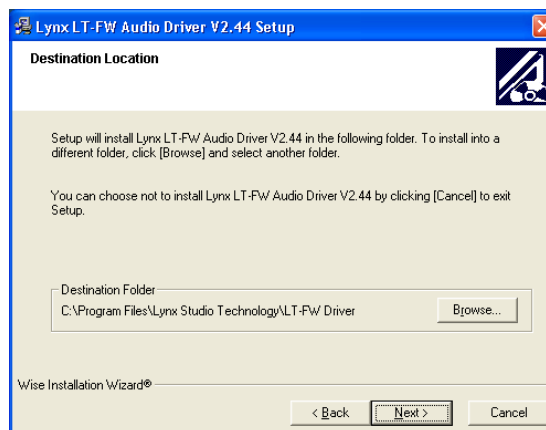 Lynx LT-FW Audio Driver V2.44 Setup
Destination Location
Setup will install Lynx LT-FW Audio Driver V2.44 in the following folder. To install into a
different folder, click [Browse] and select another folder.
You can choose not to install Lynx LT-FW Audio Driver V2.44 by clicking [Cancel] to exit
Setup.
Destination Folder
C:\Program Files\Lynx Studio Technology\LT-FW Driver
Browse...
Wise Installation Wizard®
< Back
Next >
Cancel